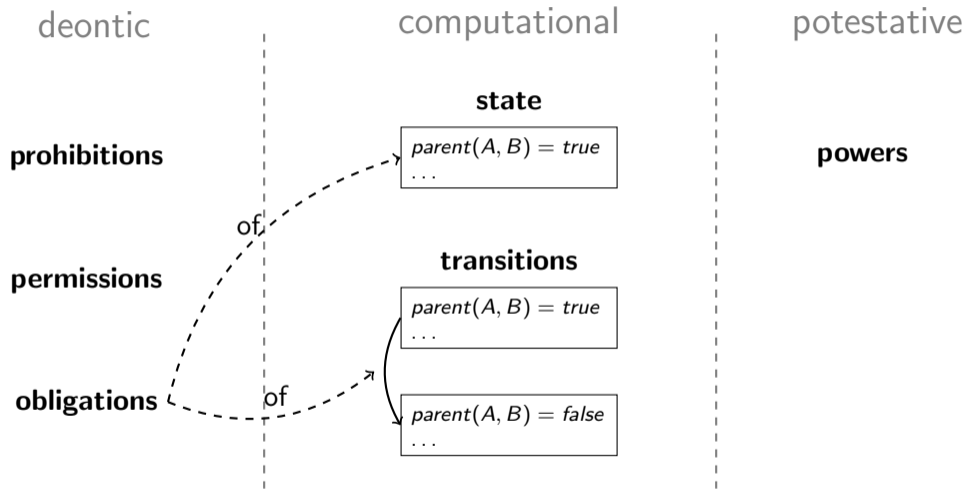 deontic
computational
potestative
state
prohibitions
parent(A, B) = true
. . .
powers
of
permissions
transitions
parent(A, B) = true
. . .
obligations
of
parent(A, B) = false
. . .